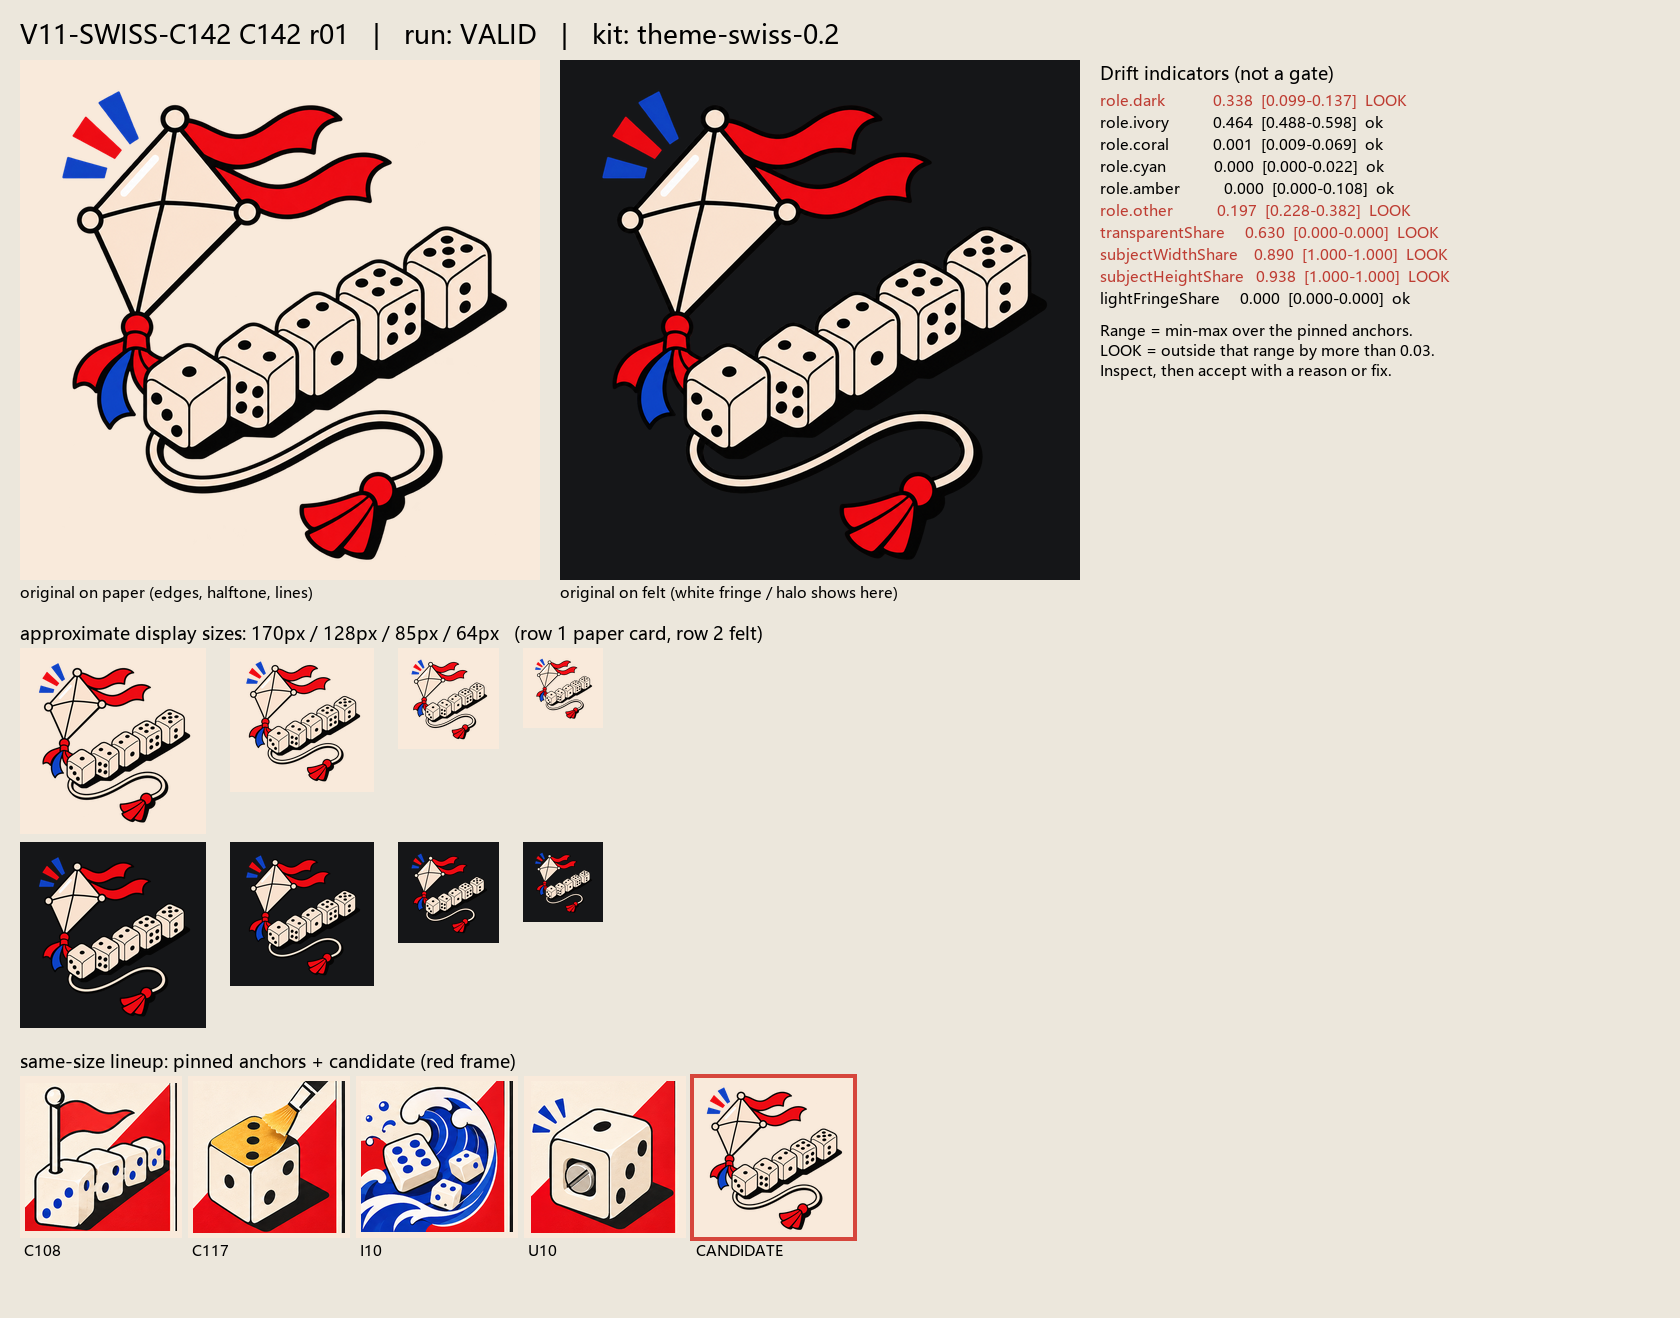 V11-SWISS-C142 C142 r01 | run: VALID | kit: theme-swiss-0.2
Drift indicators (not a gate)
role.dark 0.338 [0.099-0.137] LOOK
role.ivory 0.464 [0.488-0.598] ok
role.coral 0.001 [0.009-0.069] ok
role.cyan 0.000 [0.000-0.022] ok
role.amber 0.000 [0.000-0.108] ok
role.other 0.197 [0.228-0.382] LOOK
transparentShare 0.630 [0.000-0.000] LOOK
subjectWidthShare 0.890 [1.000-1.000] LOOK
subjectHeightShare 0.938 [1.000-1.000] LOOK
lightFringeShare 0.000 [0.000-0.000] ok
Range = min-max over the pinned anchors.
LOOK = outside that range by more than 0.03.
Inspect, then accept with a reason or fix.
original on paper (edges, halftone, lines)
original on felt (white fringe / halo shows here)
approximate display sizes: 170px / 128px / 85px / 64px (row 1 paper card, row 2 felt)
same-size lineup: pinned anchors + candidate (red frame)
C108
C117
I10
U10
CANDIDATE